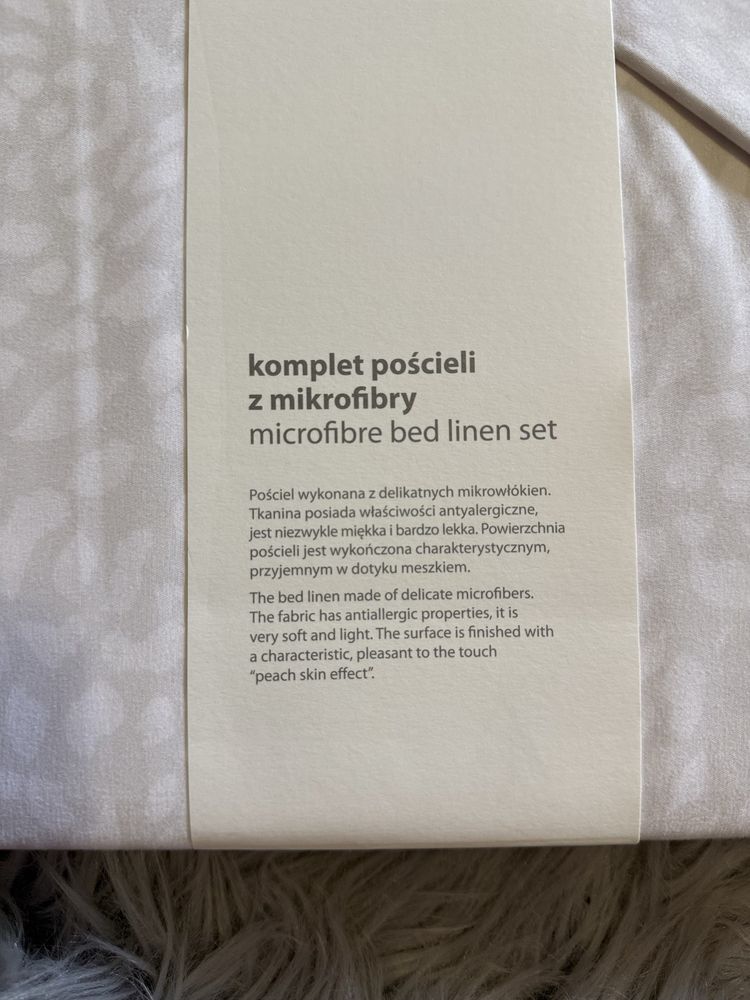 komplet pościeli
z mikrofibry
microfibre bed linen set
Pościel wykonana z delikatnych mikrowłókien.
Tkanina posiada właściwości antyalergiczne,
jest niezwykle miękka i bardzo lekka. Powierzchnia
pościeli jest wykończona charakterystycznym,
przyjemnym w dotyku meszkiem.
The bed linen made of delicate microfibers.
The fabric has antiallergic properties, it is
very soft and light. The surface is finished with
a characteristic, pleasant to the touch
“peach skin effect”.